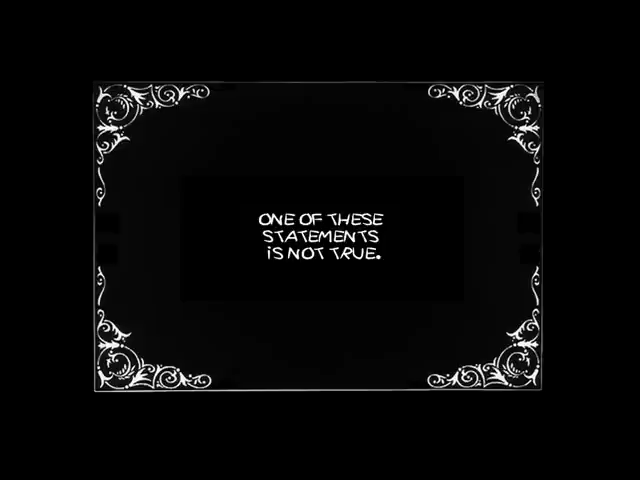 ONE OF THESE
STATEMENTS
iS NOT TRUE.